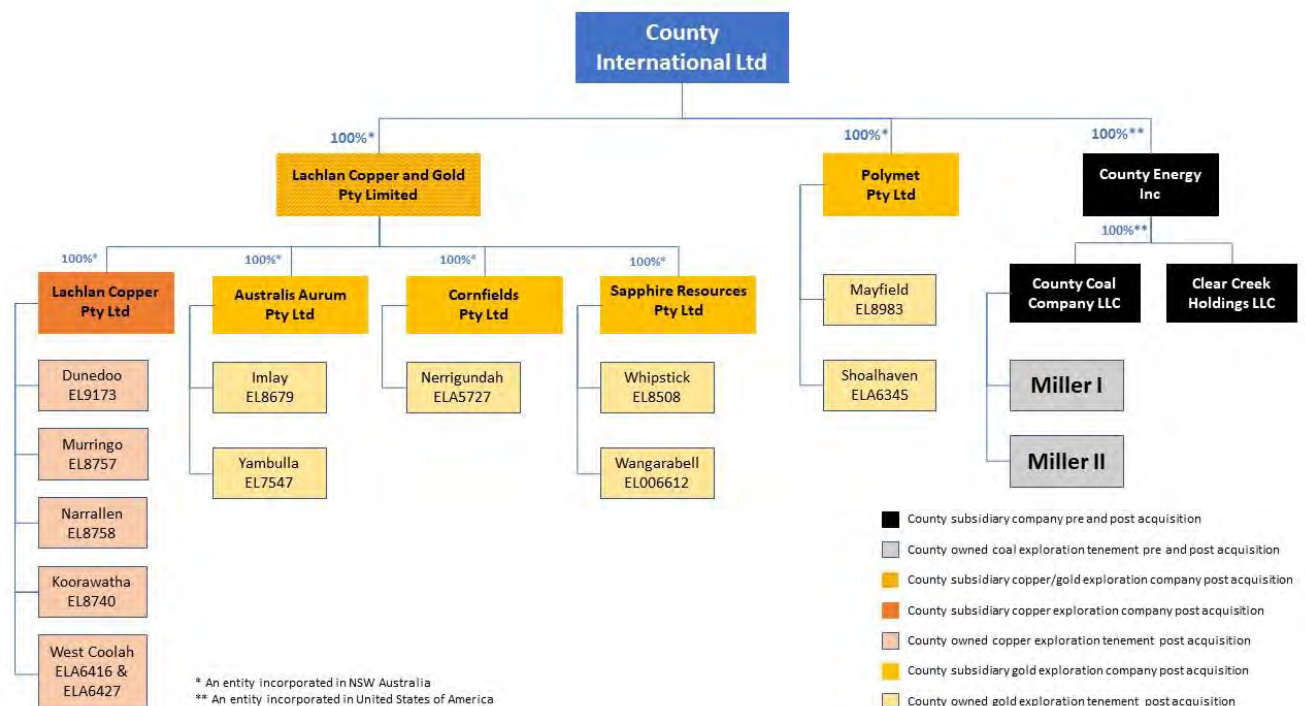 County
International Ltd
100%*
100%*
100%**
Lachlan Copper and Gold
Pty Limited
Polymet
Pty Ltd
County Energy
Inc
100%**
100%*
100%*
100%*
100%*
Lachlan Copper
Pty Ltd
Australis Aurum
Pty Ltd
Cornfields
Pty Ltd
Sapphire Resources
Pty Ltd
Mayfield
EL8983
County Coal
Company LLC
Clear Creek
Holdings LLC
Dunedoo
EL9173
Imlay
EL8679
Nerrigundah
ELA5727
Whipstick
EL8508
Shoalhaven
ELA6345
Miller I
Murringo
EL8757
Yambulla
EL7547
Wangarabell
EL006612
Miller II
Narrallen
EL8758
Koorawatha
EL8740
West Coolah
ELA6416 &
ELA6427
County subsidiary company pre and post acquisition
County owned coal exploration tenement pre and post acquisition
County subsidiary copper/gold exploration company post acquisition
County subsidiary copper exploration company post acquisition
County owned copper exploration tenement post acquisition
County subsidiary gold exploration company post acquisition
County owned gold exploration tenement post acquisition
* An entity incorporated in NSW Australia
** An entity incorporated in United States of America